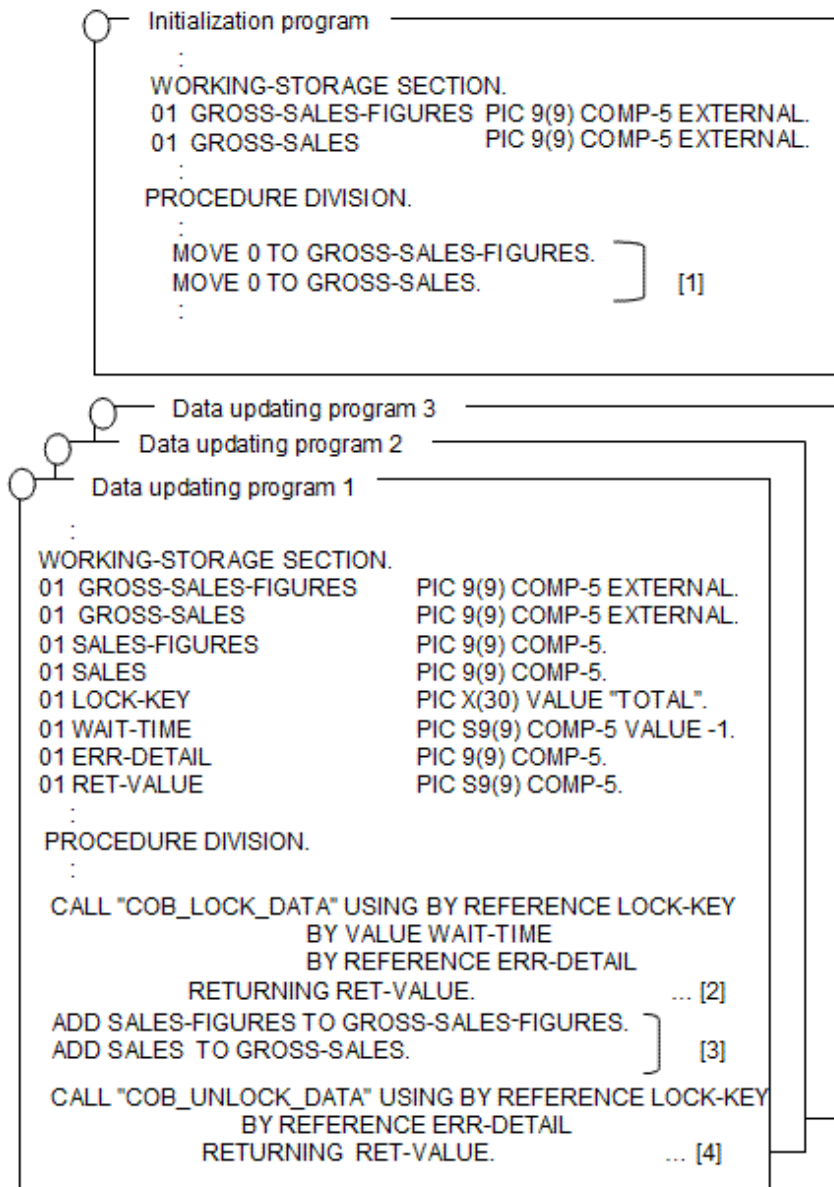 Initialization program
:
WORKING-STORAGE SECTION.
01 GROSS-SALES-FIGURES PIC 9(9) COMP-5 EXTERNAL.
01 GROSS-SALES PIC 9(9) COMP-5 EXTERNAL.
:
PROCEDURE DIVISION.
:
MOVE 0 TO GROSS-SALES-FIGURES.
MOVE 0 TO GROSS-SALES. [1]
:
Data updating program 3
Data updating program 2
Data updating program 1
:
WORKING-STORAGE SECTION.
01 GROSS-SALES-FIGURES PIC 9(9) COMP-5 EXTERNAL.
01 GROSS-SALES PIC 9(9) COMP-5 EXTERNAL.
01 SALES-FIGURES PIC 9(9) COMP-5.
01 SALES PIC 9(9) COMP-5.
01 LOCK-KEY PIC X(30) VALUE "TOTAL".
01 WAIT-TIME PIC S9(9) COMP-5 VALUE -1.
01 ERR-DETAIL PIC 9(9) COMP-5.
01 RET-VALUE PIC S9(9) COMP-5.
:
PROCEDURE DIVISION.
:
CALL "COB_LOCK_DATA" USING BY REFERENCE LOCK-KEY
BY VALUE WAIT-TIME
BY REFERENCE ERR-DETAIL
RETURNING RET-VALUE. ... [2]
ADD SALES-FIGURES TO GROSS-SALES-FIGURES.
ADD SALES TO GROSS-SALES. [3]
CALL "COB_UNLOCK_DATA" USING BY REFERENCE LOCK-KEY
BY REFERENCE ERR-DETAIL
RETURNING RET-VALUE. ... [4]